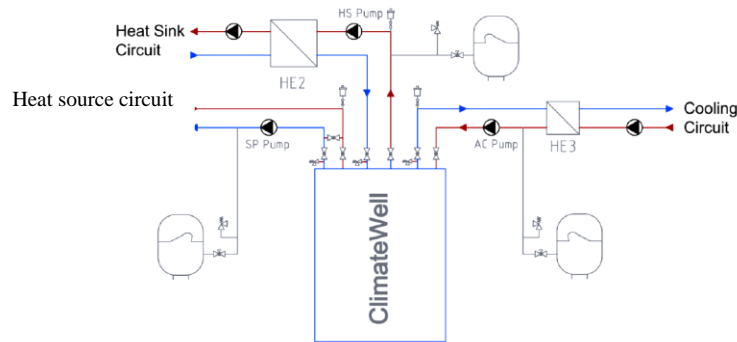 Heat Sink
Circuit
HS Pump
HE2
Heat source circuit
SP Pump
AC Pump
HE3
Cooling
Circuit
ClimateWell